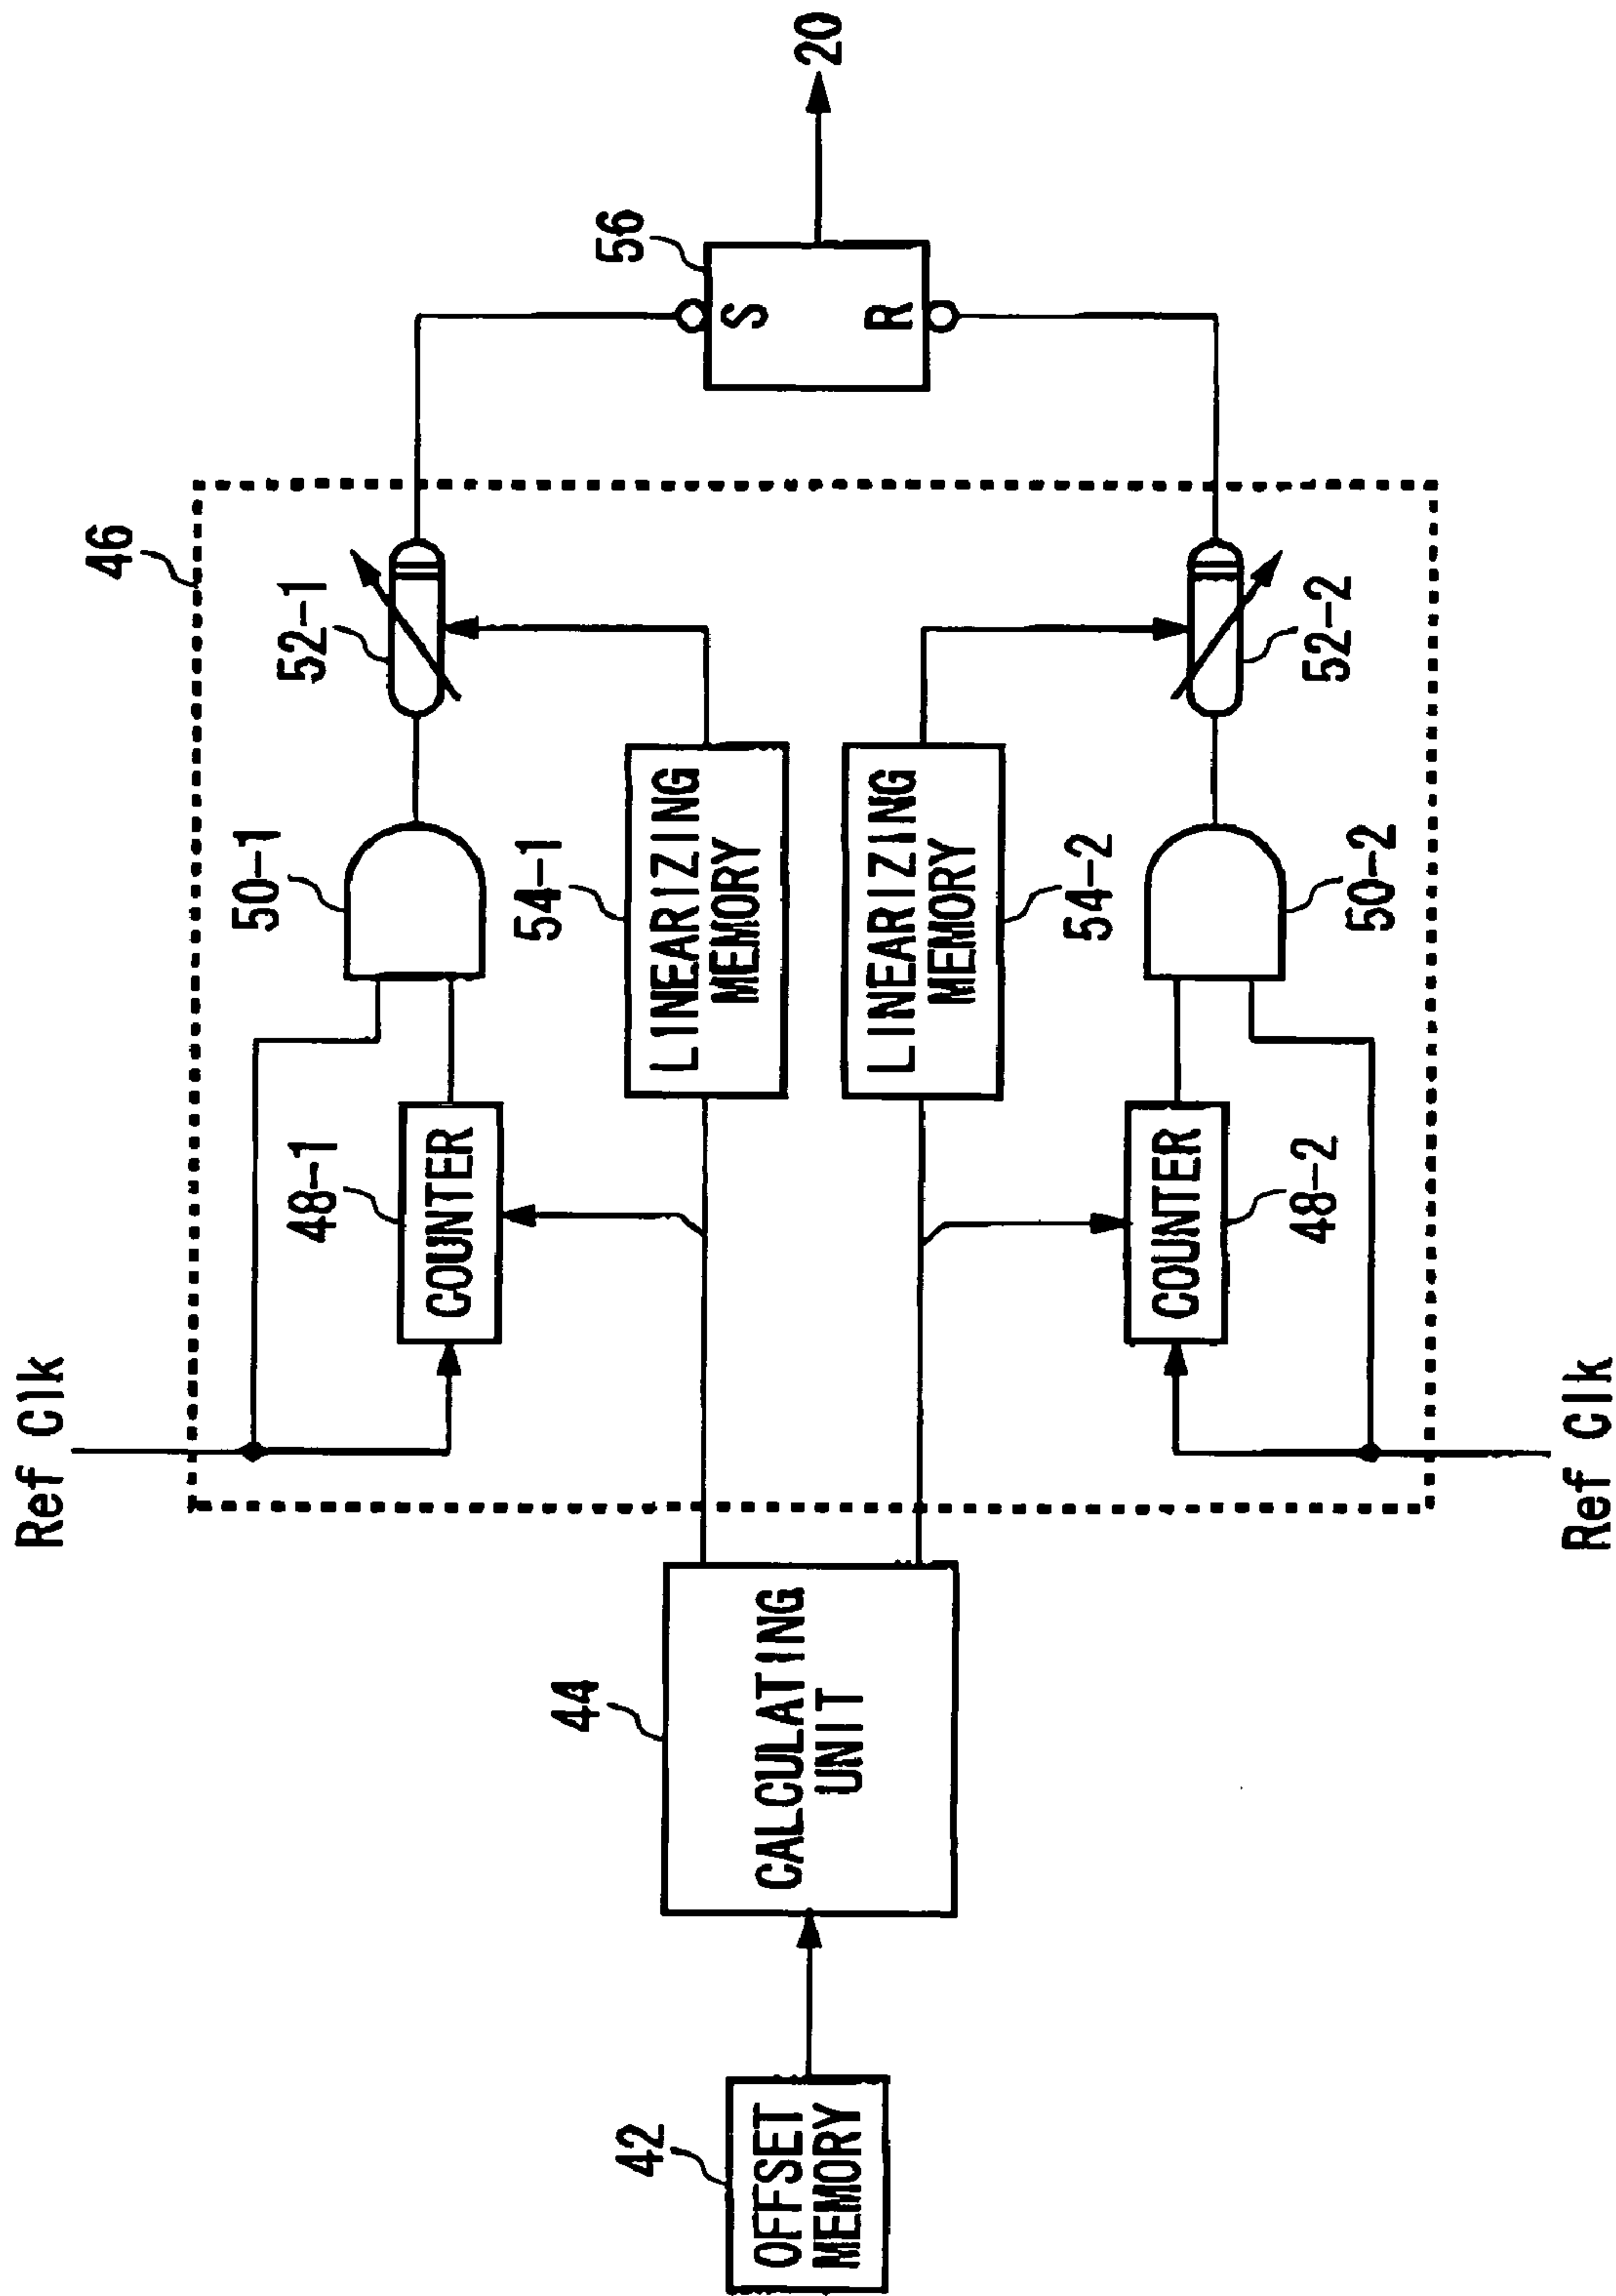 Ref Clk
46
50-1
52-1
48-1
COUNTER
54-1
LINEARIZING
MEMORY
56
S
R
20
42
OFFSET
MEMORY
44
CALCULATING
UNIT
LINEARIZING
MEMORY
54-2
COUNTER
48-2
50-2
52-2
Ref Clk